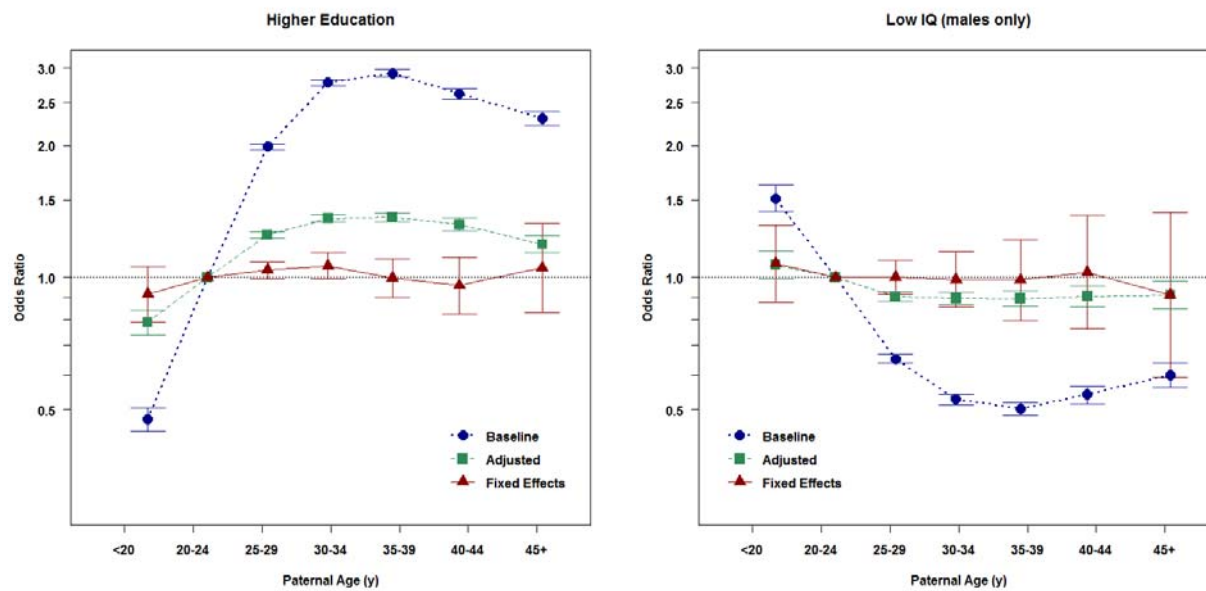 Higher Education
Odds Ratio
3.0
2.5
2.0
1.5
1.0
0.5
Baseline
Adjusted
Fixed Effects
<20 20-24 25-29 30-34 35-39 40-44 45+
Paternal Age (y)
Low IQ (males only)
Odds Ratio
3.0
2.5
2.0
1.5
1.0
0.5
Baseline
Adjusted
Fixed Effects
<20 20-24 25-29 30-34 35-39 40-44 45+
Paternal Age (y)